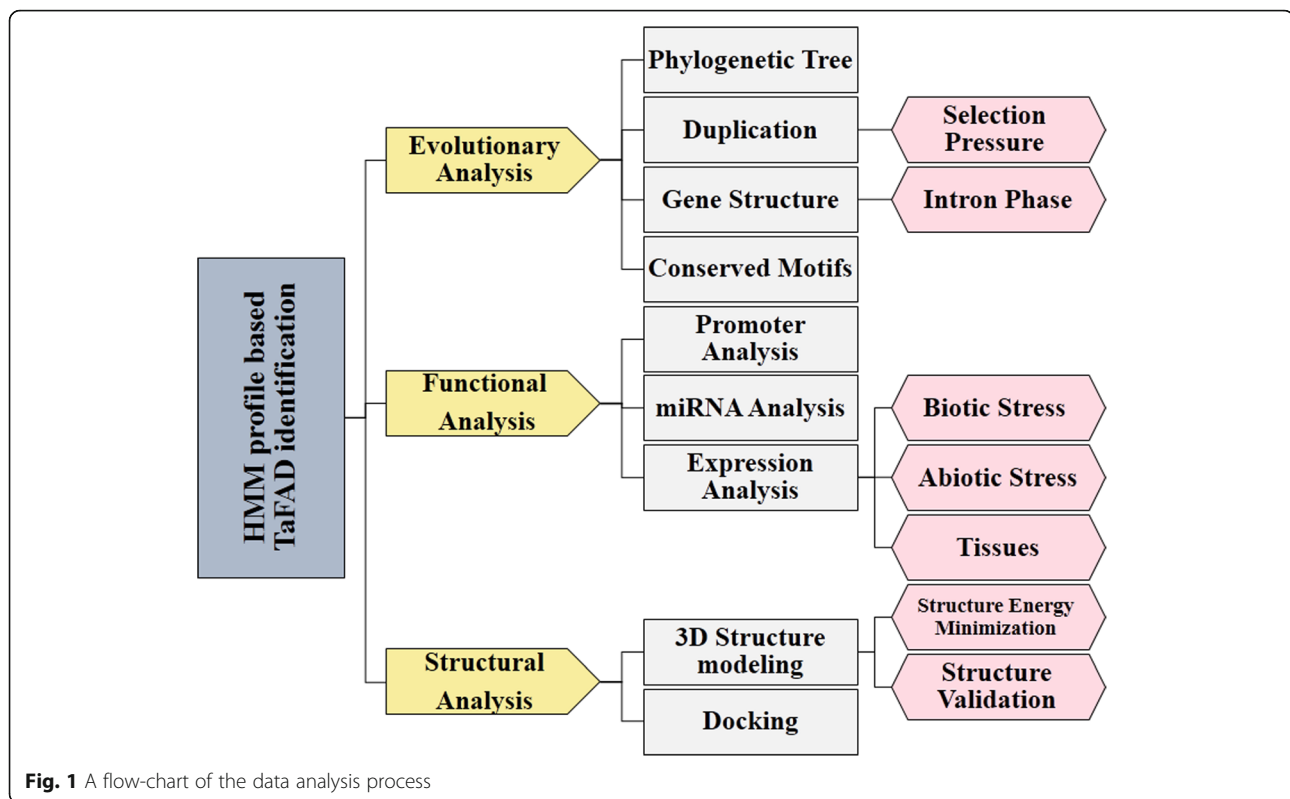 HMM profile based
TaFAD identification
Evolutionary
Analysis
Phylogenetic Tree
Duplication
Selection
Pressure
Gene Structure
Intron Phase
Conserved Motifs
Functional
Analysis
Promoter
Analysis
miRNA Analysis
Expression
Analysis
Biotic Stress
Abiotic Stress
Tissues
Structural
Analysis
3D Structure
modeling
Structure Energy
Minimization
Structure
Validation
Docking
Fig. 1 A flow-chart of the data analysis process